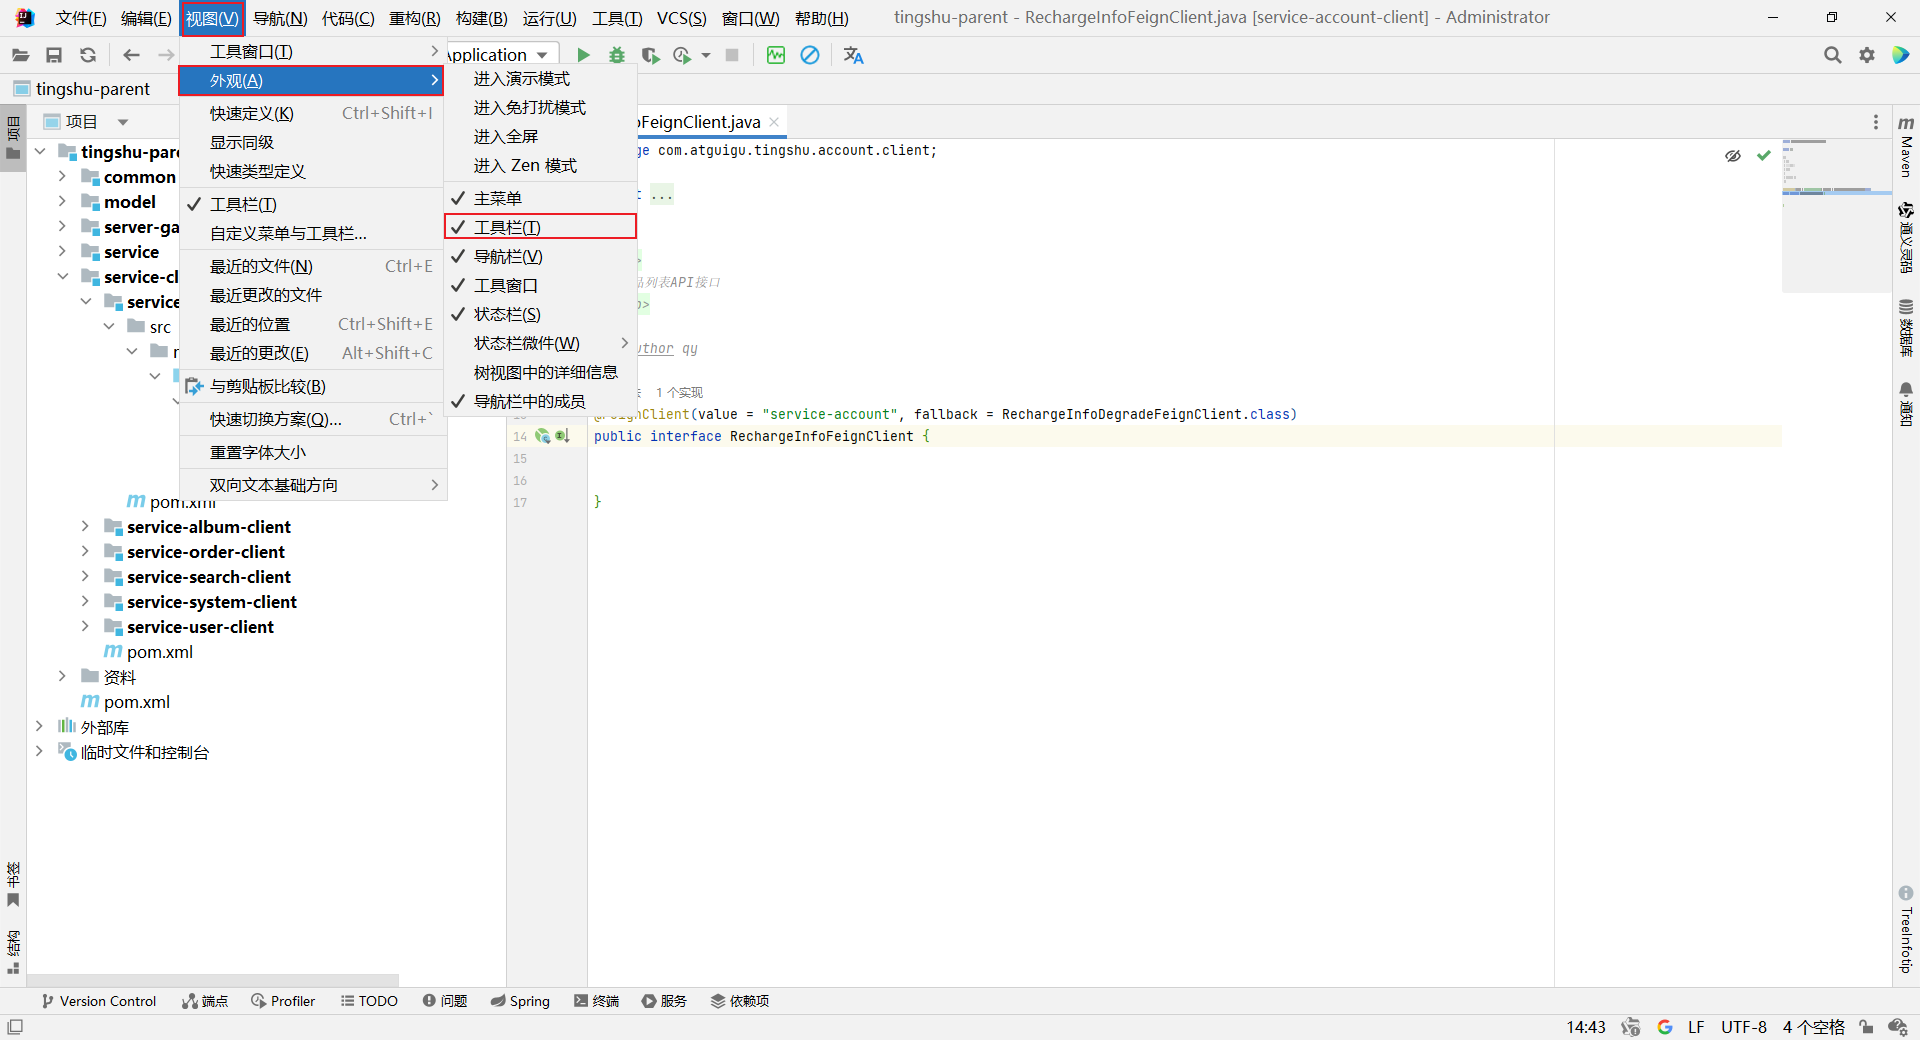 文件(F) 编辑(E) 视图(V) 导航(N) 代码(C) 重构(R) 构建(B) 运行(U) 工具(T) VCS(S) 窗口(W) 帮助(H) tingshu-parent - RechargeInfoFeignClient.java [service-account-client] - Administrator
pplication
tingshu-parent
项目
工具窗口(T)
外观(A)
快速定义(K) Ctrl+Shift+I
显示同级
快速类型定义
工具栏(T)
自定义菜单与工具栏...
最近的文件(N) Ctrl+E
最近更改的文件
最近的位置 Ctrl+Shift+E
最近的更改(E) Alt+Shift+C
与剪贴板比较(B)
快速切换方案(Q)... Ctrl+`
重置字体大小
双向文本基础方向
进入演示模式
进入免打扰模式
进入全屏
进入 Zen 模式
主菜单
工具栏(T)
导航栏(V)
工具窗口
状态栏(S)
状态栏微件(W)
树视图中的详细信息
导航栏中的成员
项目
tingshu-pare
common
model
server-ga
service
service-cl
service
src
pom.xml
service-album-client
service-order-client
service-search-client
service-system-client
service-user-client
pom.xml
资料
pom.xml
外部库
临时文件和控制台
oFeignClient.java
ge com.atguigu.tingshu.account.client;
...
品列表API接口
uthor qy
1 个实现
@FeignClient(value = "service-account", fallback = RechargeInfoDegradeFeignClient.class)
14 public interface RechargeInfoFeignClient {
15
16
17 }
Maven
通义灵码
数据库
通知
TreeInfotip
书签
结构
Version Control 端点 Profiler TODO 问题 Spring 终端 服务 依赖项
14:43 LF UTF-8 4 个空格